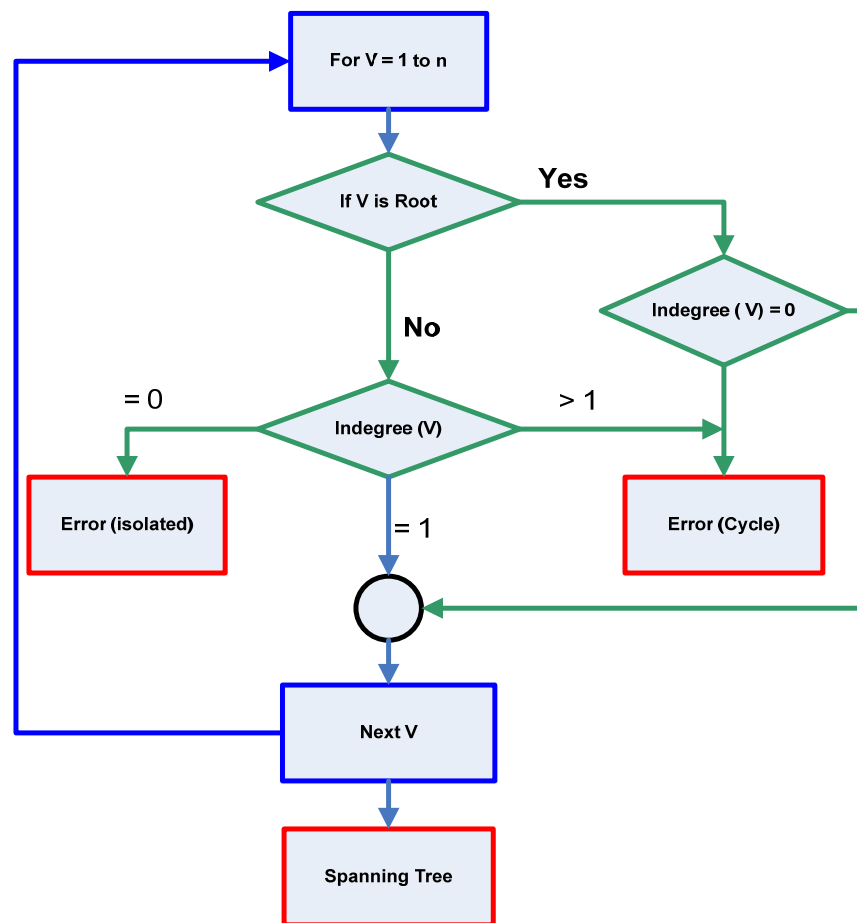 For V = 1 to n
If V is Root
Yes
Indegree ( V) = 0
No
= 0
Indegree (V)
> 1
Error (isolated)
Error (Cycle)
= 1
Next V
Spanning Tree